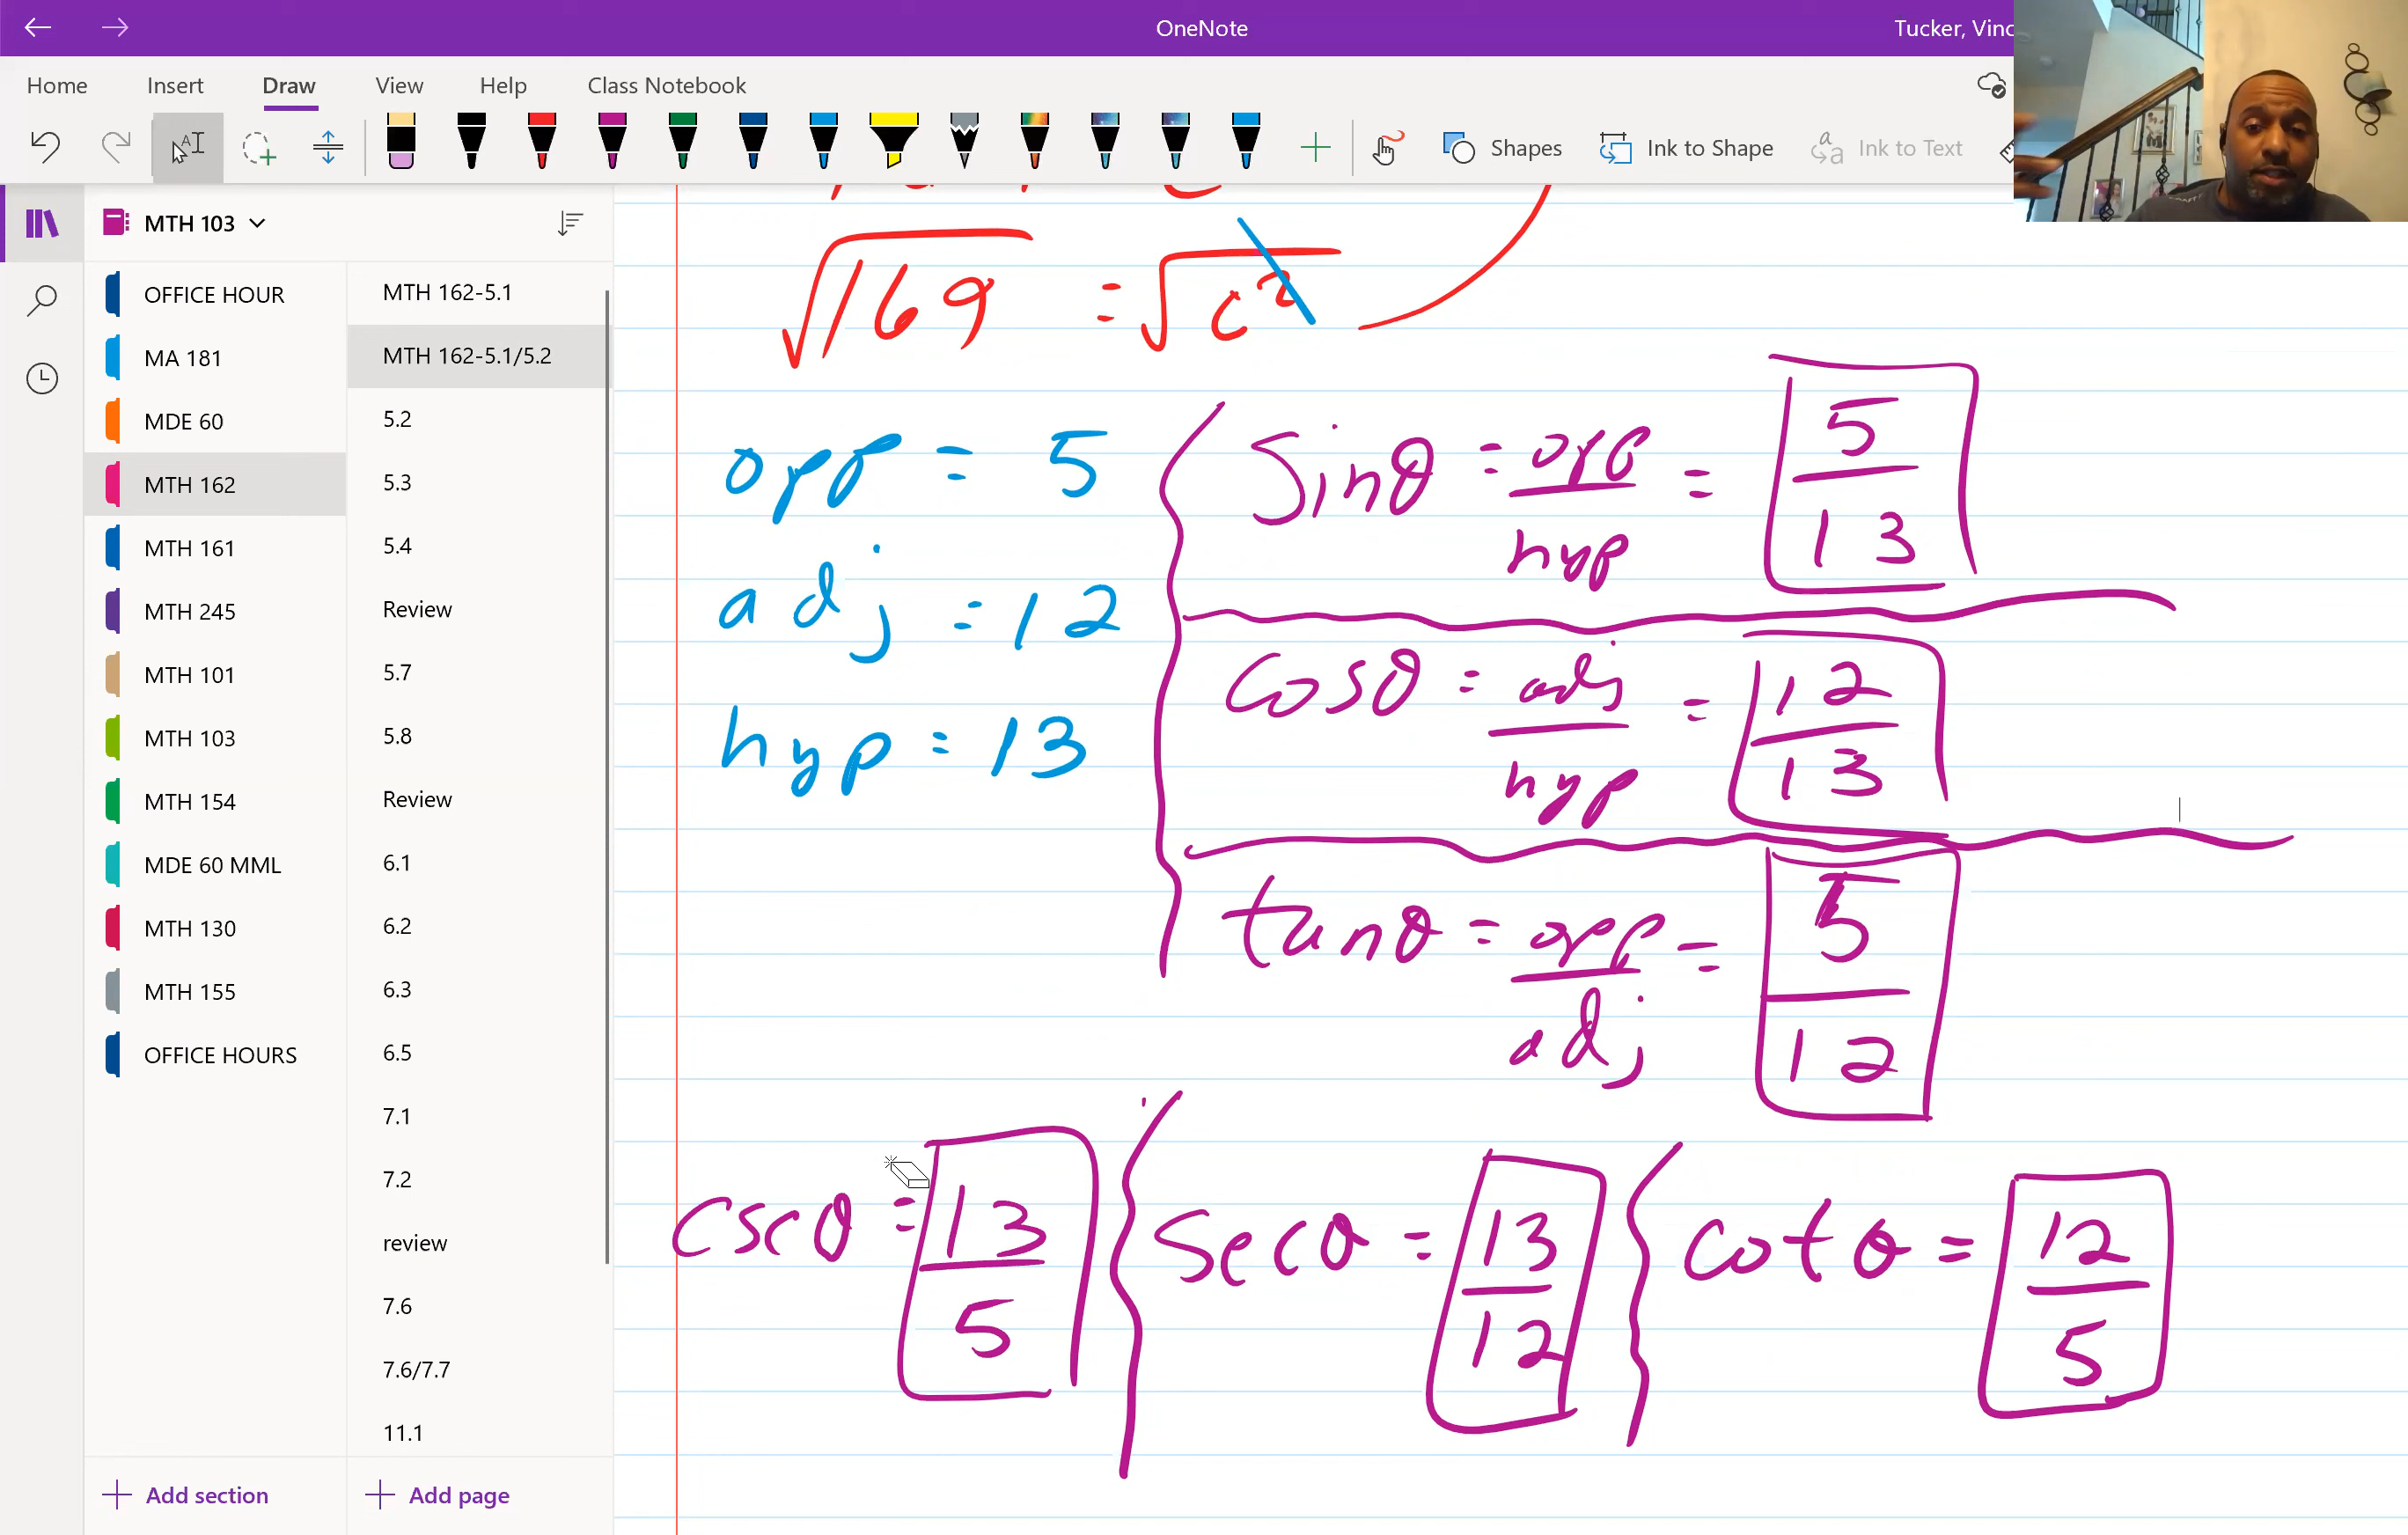 OneNote
Tucker, Vinc
Home Insert Draw View Help Class Notebook
Shapes Ink to Shape Ink to Text
MTH 103
OFFICE HOUR
MA 181
MDE 60
MTH 162
MTH 161
MTH 245
MTH 101
MTH 103
MTH 154
MDE 60 MML
MTH 130
MTH 155
OFFICE HOURS
Add section
MTH 162-5.1
MTH 162-5.1/5.2
5.2
5.3
5.4
Review
5.7
5.8
Review
6.1
6.2
6.3
6.5
7.1
7.2
review
7.6
7.6/7.7
11.1
Add page
√169 = √c²
opp = 5
adj = 12
hyp = 13
Sinθ = opp/hyp = 5/13
Cosθ = adj/hyp = 12/13
tanθ = opp/adj = 5/12
Cscθ = 13/5 Secθ = 13/12 Cotθ = 12/5